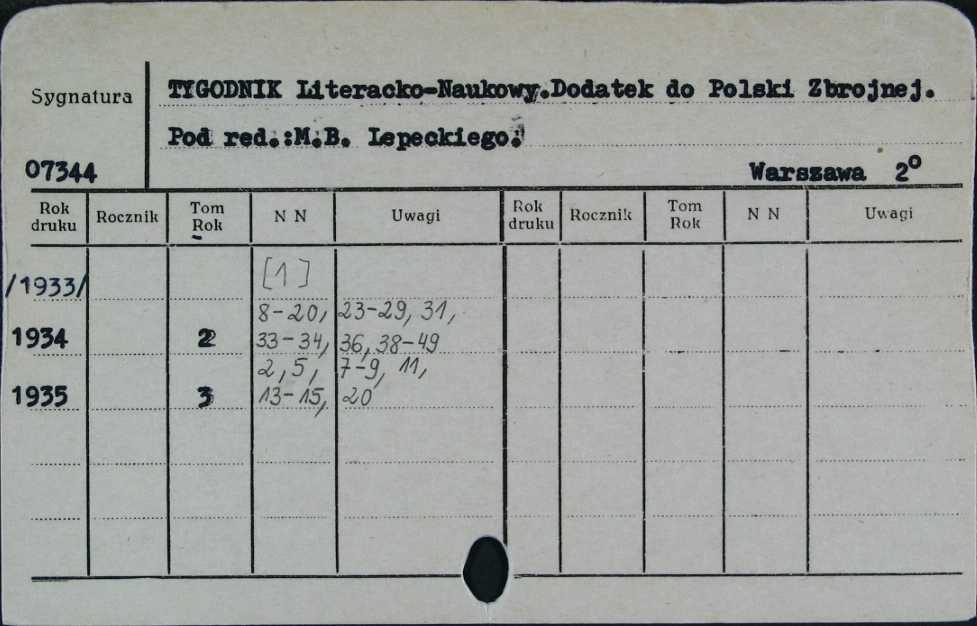 TYGODNIK Literacko-Naukowy.Dodatek do Polski Zbrojnej.
Sygnatura
Pod red.:M.B. Lepeckiego.
07344 Warszawa 2°
Rok druku Rocznik Tom Rok N N Uwagi Rok druku Rocznik Tom Rok N N Uwagi
/1933/ [1]
8-20, 23-29, 31,
1934 2 33-34, 36, 38-49
2, 5, 7-9, 11,
1935 3 13-15, 20